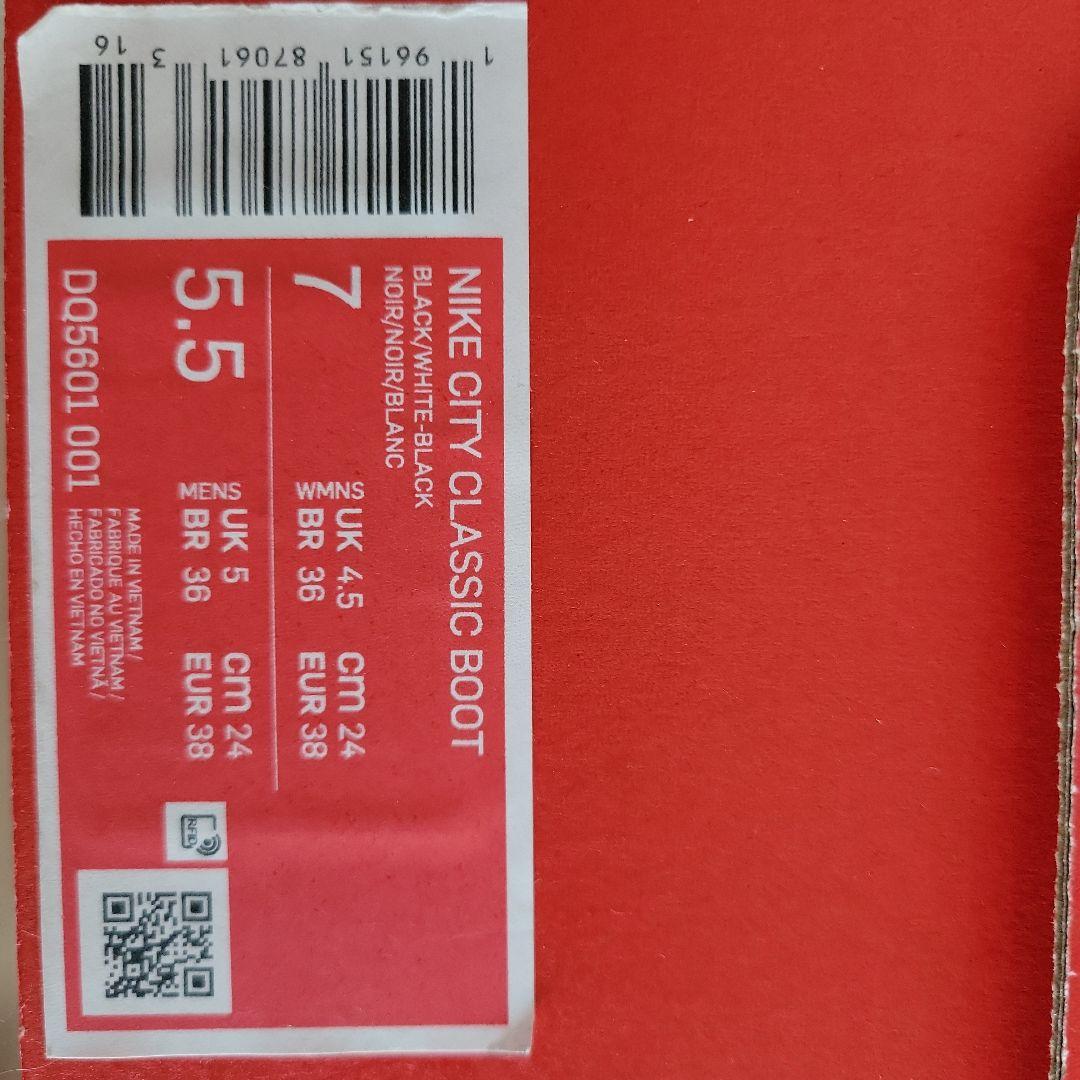 1 96151 87061 3 16
NIKE CITY CLASSIC BOOT
BLACK/WHITE-BLACK
NOIR/NOIR/BLANC
7
WMNS
UK 4.5 cm 24
BR 36 EUR 38
5.5
MENS
UK 5 cm 24
BR 36 EUR 38
RFID
DQ5601 001
MADE IN VIETNAM /
FABRIQUE AU VIETNAM /
FABRICADO NO VIETNÃ /
HECHO EN VIETNAM